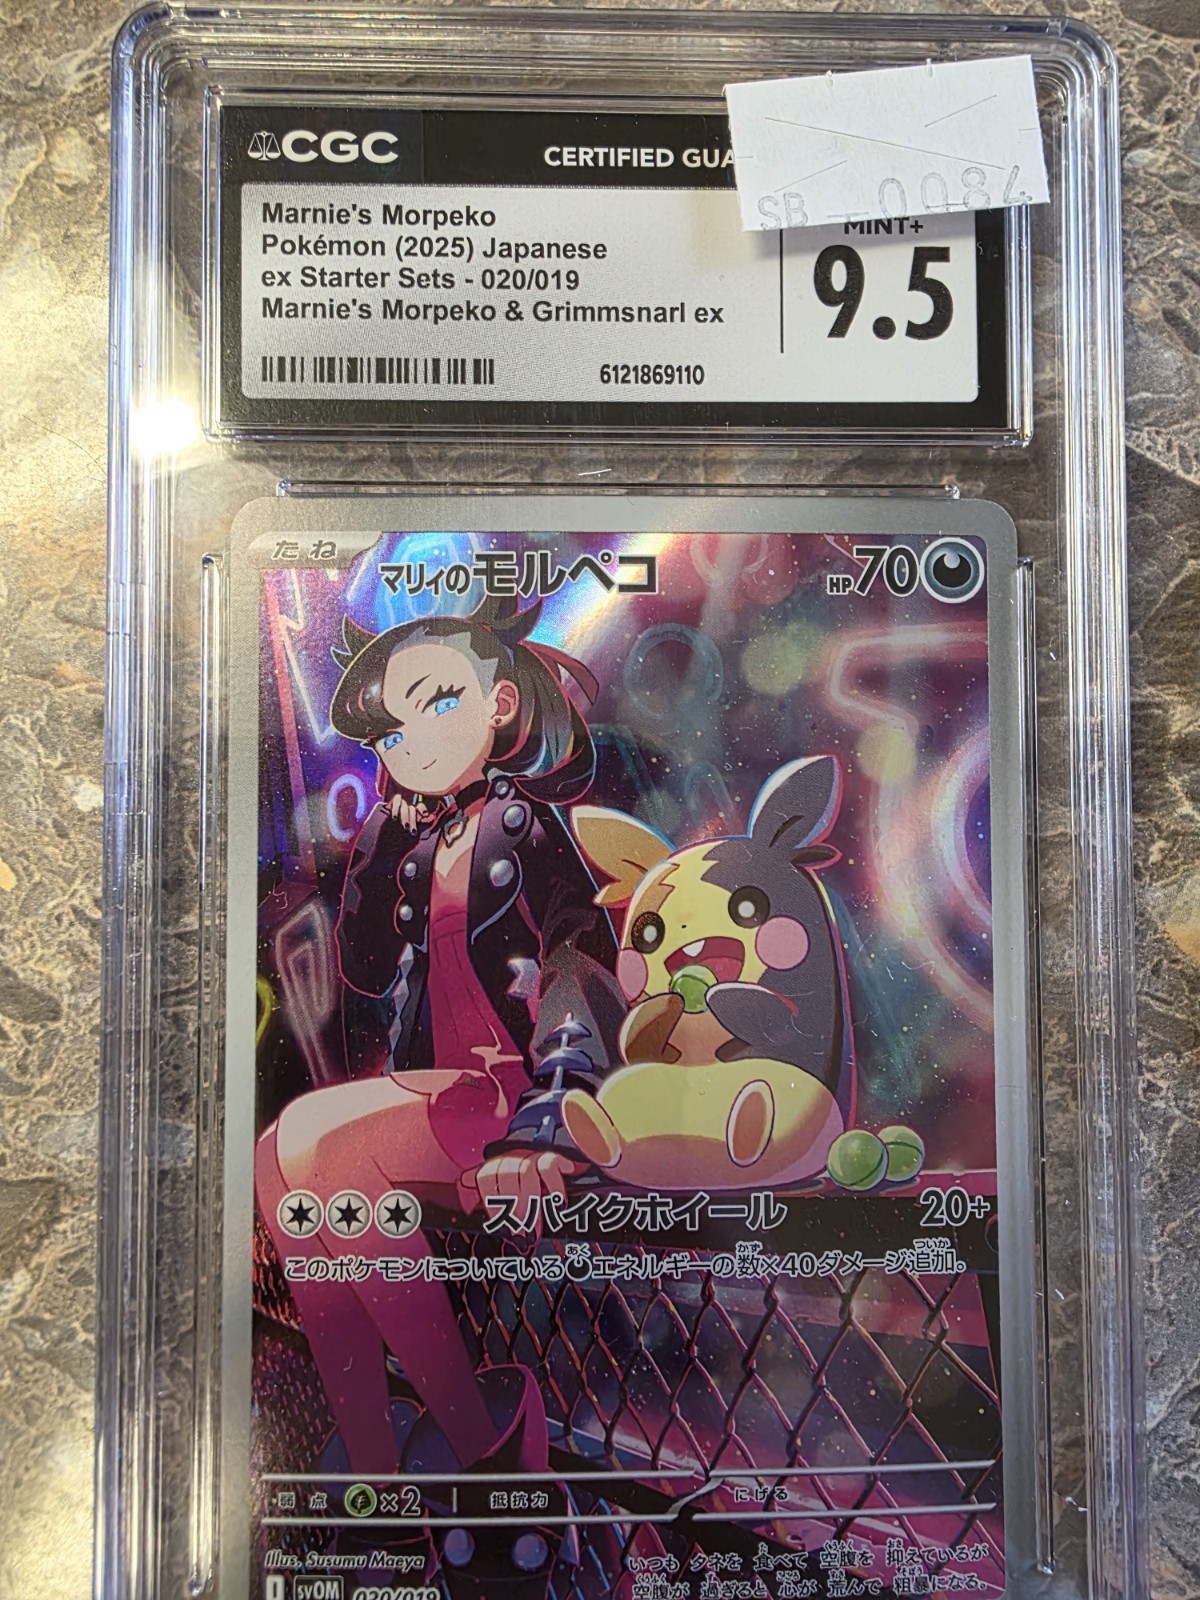 CGC
CERTIFIED GUA
SB - 0084
Marnie's Morpeko
Pokémon (2025) Japanese
ex Starter Sets - 020/019
Marnie's Morpeko & Grimmsnarl ex
MINT+
9.5
6121869110
たね
マリィのモルペコ
HP70
スパイクホイール 20+
このポケモンについているエネルギーの数×40ダメージ追加。
弱点 ×2 抵抗力 にげる
Illus. Susumu Maeya
I svOM 020/019
いつも タネを 食べて 空腹を 抑えているが
空腹が 過ぎると 心が 荒んで 粗暴になる。